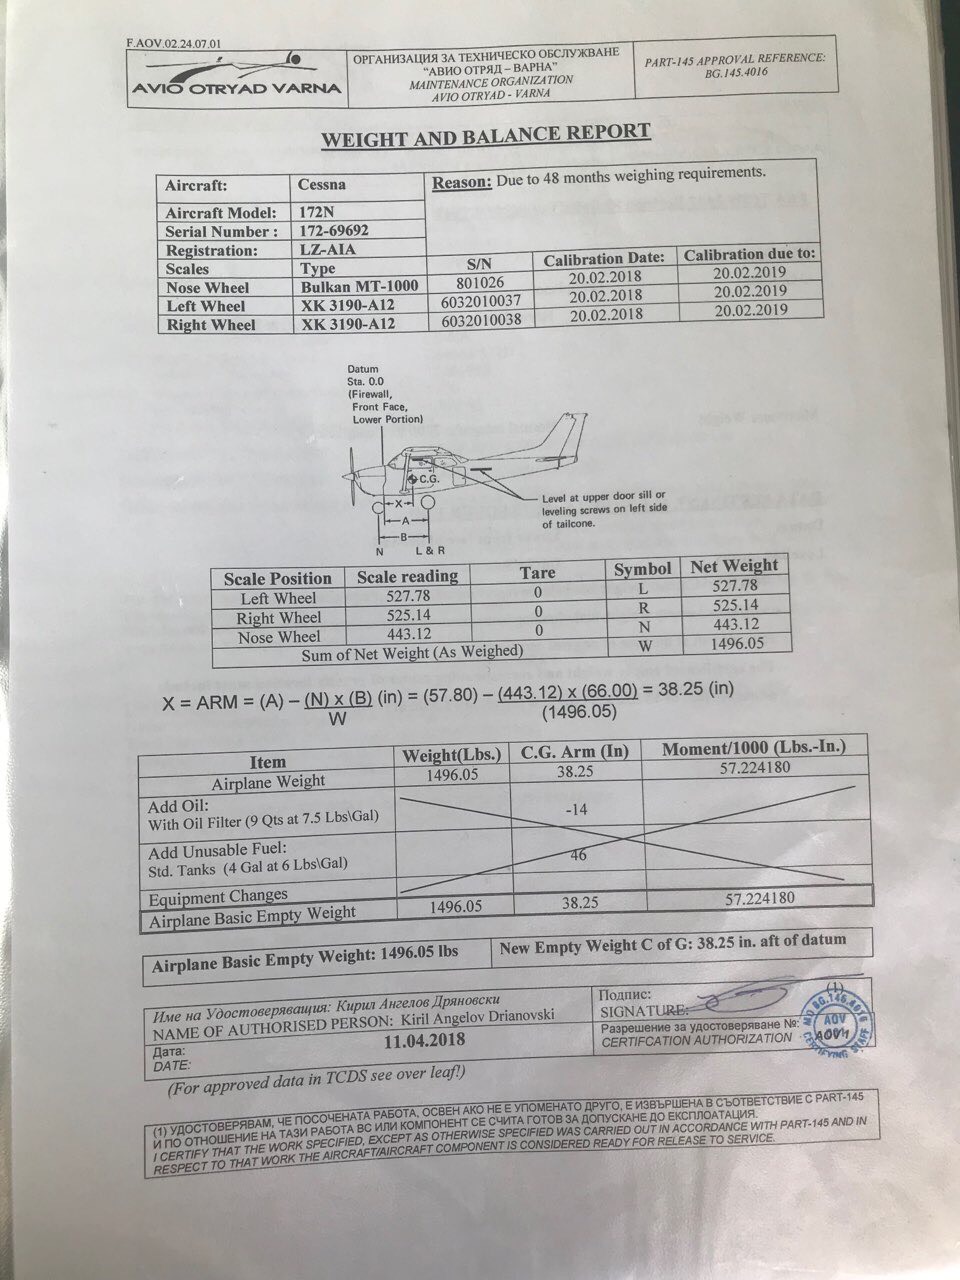 F.AOV.02.24.07.01
AVIO OTRYAD VARNA
ОРГАНИЗАЦИЯ ЗА ТЕХНИЧЕСКО ОБСЛУЖВАНЕ
"АВИО ОТРЯД – ВАРНА"
MAINTENANCE ORGANIZATION
AVIO OTRYAD - VARNA
PART-145 APPROVAL REFERENCE:
BG.145.4016
WEIGHT AND BALANCE REPORT
Aircraft: Cessna Reason: Due to 48 months weighing requirements.
Aircraft Model: 172N
Serial Number : 172-69692
Registration: LZ-AIA
Scales Type S/N Calibration Date: Calibration due to:
Nose Wheel Bulkan MT-1000 801026 20.02.2018 20.02.2019
Left Wheel XK 3190-A12 6032010037 20.02.2018 20.02.2019
Right Wheel XK 3190-A12 6032010038 20.02.2018 20.02.2019
Datum
Sta. 0.0
(Firewall,
Front Face,
Lower Portion)
C.G.
X
A
B
N L & R
Level at upper door sill or
leveling screws on left side
of tailcone.
Scale Position Scale reading Tare Symbol Net Weight
Left Wheel 527.78 0 L 527.78
Right Wheel 525.14 0 R 525.14
Nose Wheel 443.12 0 N 443.12
Sum of Net Weight (As Weighed) W 1496.05
X = ARM = (A) – (N) x (B) (in) = (57.80) – (443.12) x (66.00) = 38.25 (in)
W (1496.05)
Item Weight(Lbs.) C.G. Arm (In) Moment/1000 (Lbs.-In.)
Airplane Weight 1496.05 38.25 57.224180
Add Oil:
With Oil Filter (9 Qts at 7.5 Lbs\Gal) -14
Add Unusable Fuel:
Std. Tanks (4 Gal at 6 Lbs\Gal) 46
Equipment Changes
Airplane Basic Empty Weight 1496.05 38.25 57.224180
Airplane Basic Empty Weight: 1496.05 lbs New Empty Weight C of G: 38.25 in. aft of datum
Име на Удостоверяващия: Кирил Ангелов Дряновски
NAME OF AUTHORISED PERSON: Kiril Angelov Drianovski
Дата:
DATE:
11.04.2018
Подпис:
SIGNATURE:
(1)
Разрешение за удостоверяване №:
CERTIFCATION AUTHORIZATION
AOV
CERTIFYING STAFF
(For approved data in TCDS see over leaf!)
(1) УДОСТОВЕРЯВАМ, ЧЕ ПОСОЧЕНАТА РАБОТА, ОСВЕН АКО НЕ Е УПОМЕНАТО ДРУГО, Е ИЗВЪРШЕНА В СЪОТВЕТСТВИЕ С PART-145
И ПО ОТНОШЕНИЕ НА ТАЗИ РАБОТА ВС ИЛИ КОМПОНЕНТ СЕ СЧИТА ГОТОВ ЗА ДОПУСКАНЕ ДО ЕКСПЛОАТАЦИЯ.
I CERTIFY THAT THE WORK SPECIFIED, EXCEPT AS OTHERWISE SPECIFIED WAS CARRIED OUT IN ACCORDANCE WITH PART-145 AND IN
RESPECT TO THAT WORK THE AIRCRAFT/AIRCRAFT COMPONENT IS CONSIDERED READY FOR RELEASE TO SERVICE.